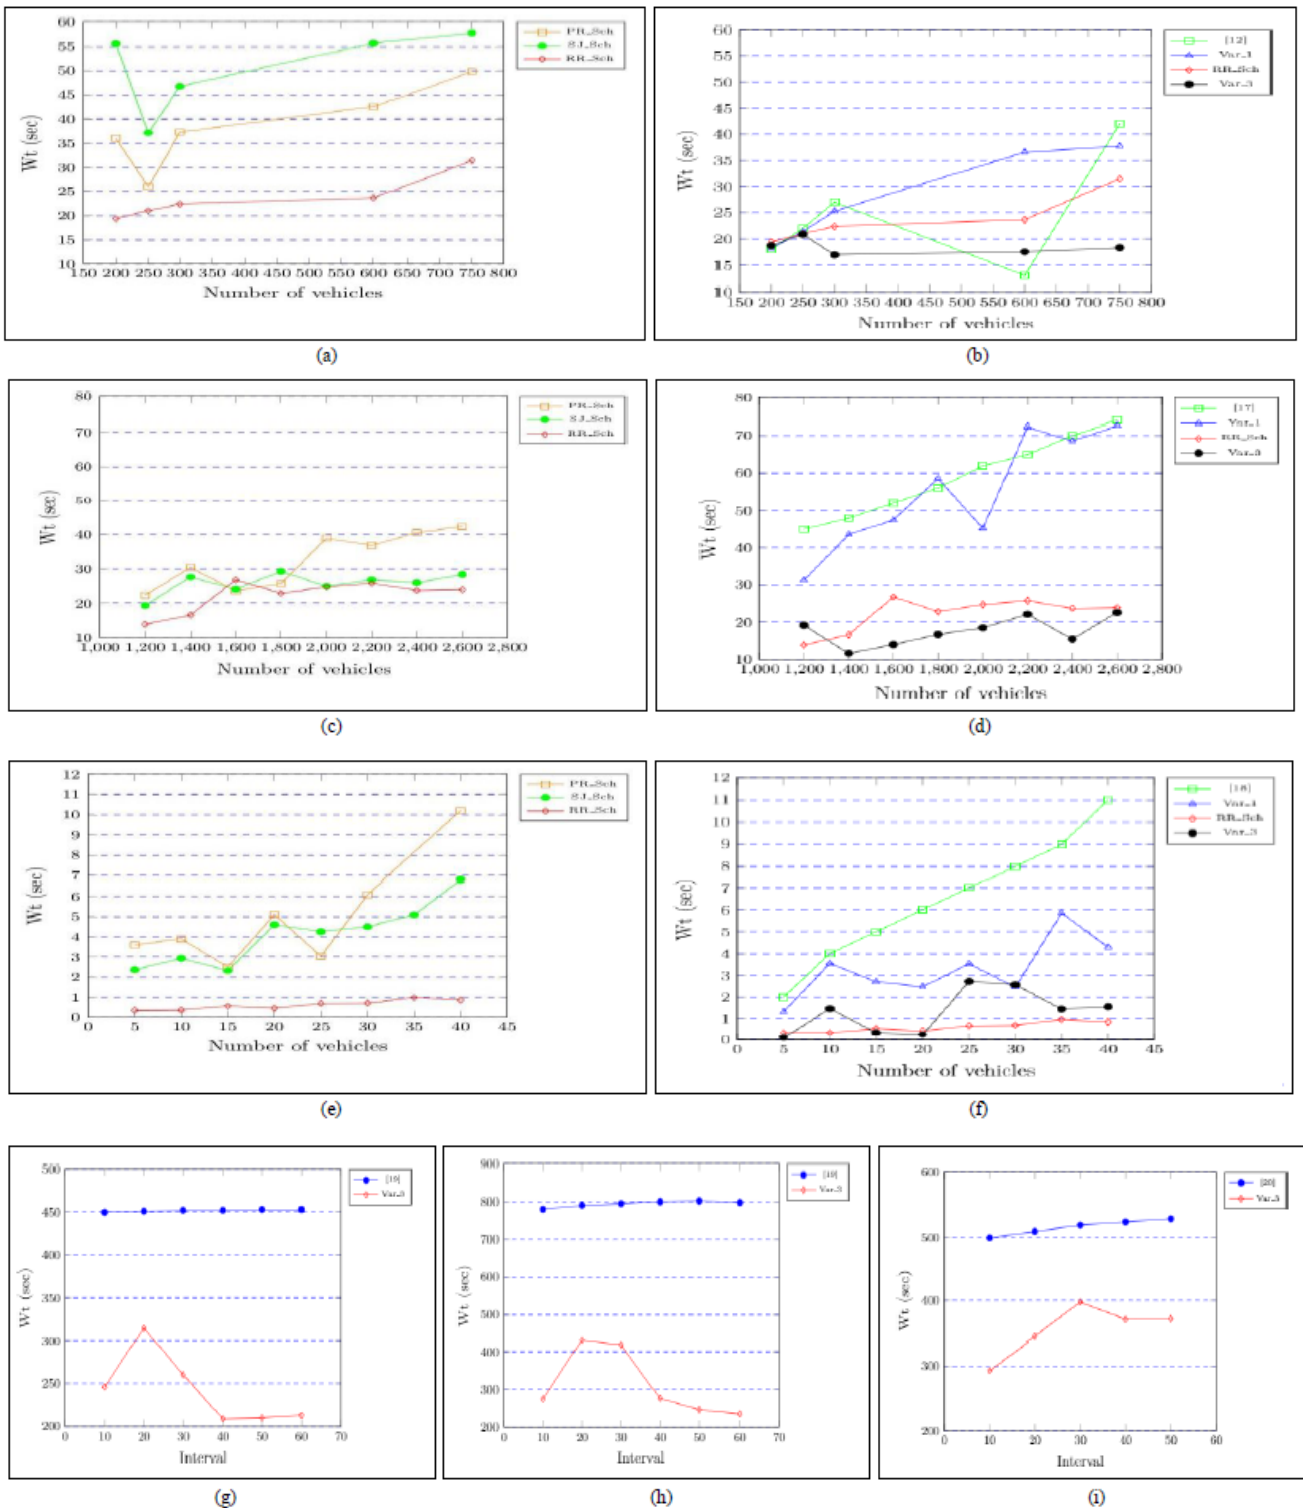 60
55
50
45
40
35
30
25
20
15
10
150 200 250 300 350 400 450 500 550 600 650 700 750 800
Wt (sec)
Number of vehicles
PR_Sch
SJ_Sch
RR_Sch
(a)
60
55
50
45
40
35
30
25
20
15
10
150 200 250 300 350 400 450 500 550 600 650 700 750 800
Wt (sec
Number of vehicles
[12]
Var_1
RR_Sch
Var_3
(b)
80
70
60
50
40
30
20
10
1,000 1,200 1,400 1,600 1,800 2,000 2,200 2,400 2,600 2,800
Wt (sec)
Number of vehicles
PR_Sch
SJ_Sch
RR_Sch
(c)
80
70
60
50
40
30
20
10
1,000 1,200 1,400 1,600 1,800 2,000 2,200 2,400 2,600 2,800
Wt (sec)
Number of vehicles
[17]
Var_1
RR_Sch
Var_3
(d)
12
11
10
9
8
7
6
5
4
3
2
1
0
0 5 10 15 20 25 30 35 40 45
Wt (sec)
Number of vehicles
PR_Sch
SJ_Sch
RR_Sch
(e)
12
11
10
9
8
7
6
5
4
3
2
1
0
0 5 10 15 20 25 30 35 40 45
Wt (sec)
Number of vehicles
[18]
RR_Sch
Var_3
(f)
500
450
400
350
300
250
200
0 10 20 30 40 50 60 70
Wt (sec)
Interval
[19]
Var_3
(g)
900
800
700
600
500
400
300
200
0 10 20 30 40 50 60 70
Wt (sec)
Interval
[19]
Var_3
(h)
600
500
400
300
200
0 10 20 30 40 50 60
Wt (sec)
Interval
[20]
Var_3
(i)